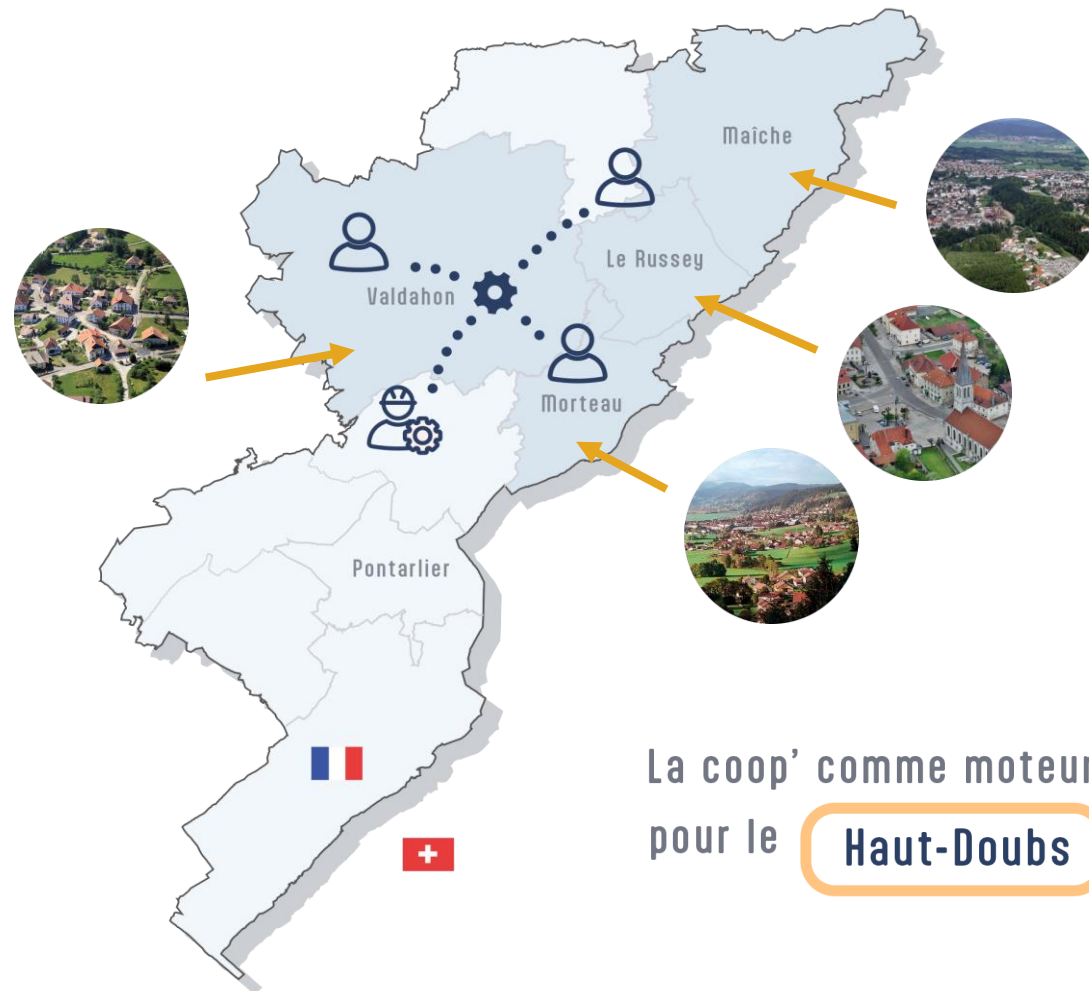 Maîche
Le Russey
Valdahon
Morteau
Pontarlier
La coop’ comme moteur
pour le Haut-Doubs